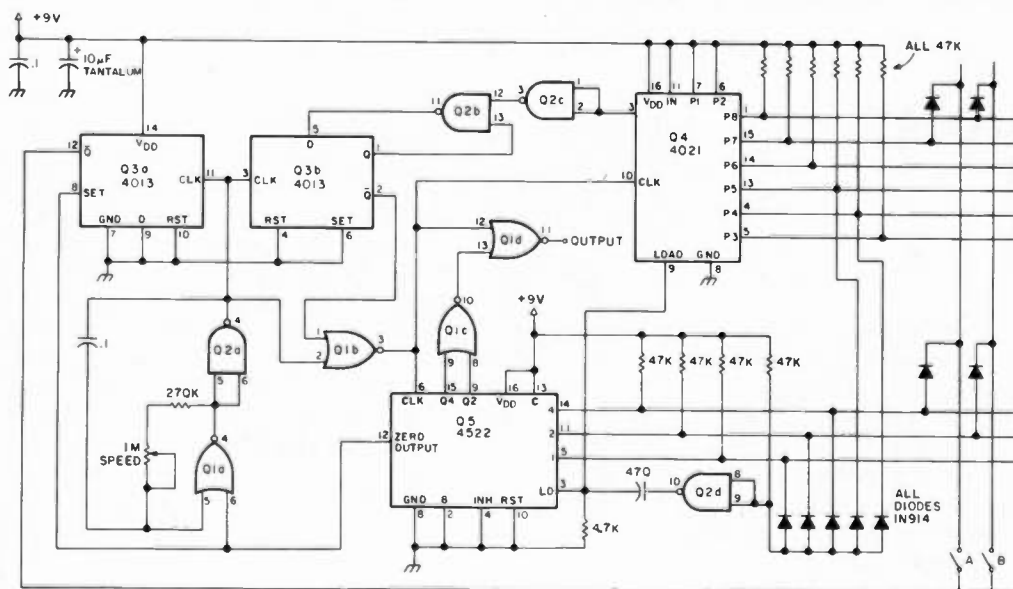 +9V
.1
+
10µF
TANTALUM
ALL 47K
14
VDD
12
Q̅
Q3a
4013
CLK
11
8
SET
GND
D
RST
7
9
10
5
D
3
CLK
Q3b
4013
Q
1
Q̅
2
RST
SET
4
6
11
Q2b
12
13
3
Q2c
1
2
3
16
11
7
6
VDD
IN
P1
P2
Q4
4021
10
CLK
P8
1
P7
15
P6
14
P5
13
P4
4
P3
5
LOAD
GND
9
8
12
13
Q1d
11
OUTPUT
10
Q1c
9
8
1
2
Q1b
3
.1
4
Q2a
5
6
270K
1M
SPEED
4
Q1a
5
6
+9V
47K
47K
47K
47K
6
15
9
16
13
CLK
Q4
Q2
VDD
C
Q5
4522
12
ZERO
OUTPUT
4
14
2
11
1
5
LD
3
GND
8
INH
RST
8
2
4
10
470
10
Q2d
8
9
4.7K
ALL
DIODES
IN914
A
B